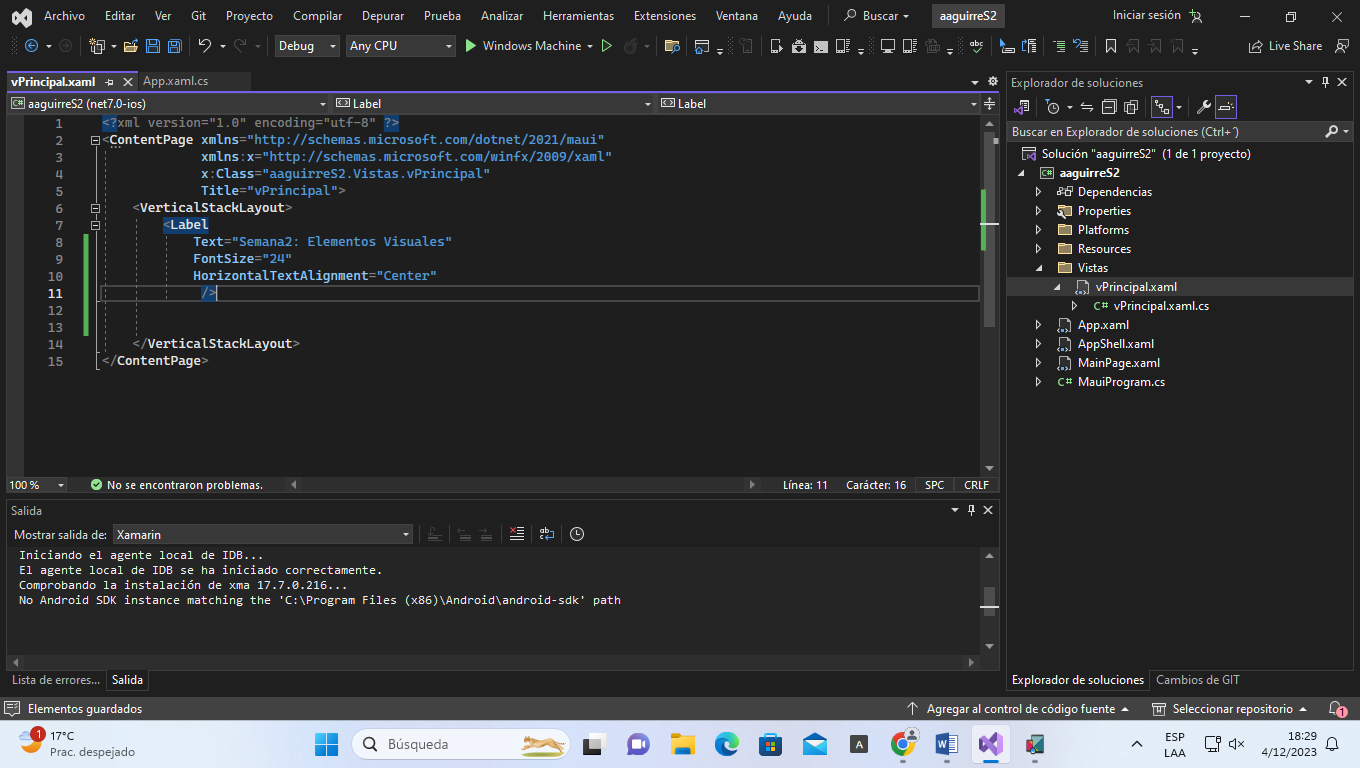 Archivo Editar Ver Git Proyecto Compilar Depurar Prueba Analizar Herramientas Extensiones Ventana Ayuda Buscar aaguirreS2 Iniciar sesión
Debug Any CPU Windows Machine Live Share
vPrincipal.xaml App.xaml.cs
aaguirreS2 (net7.0-ios) Label Label
1 <?xml version="1.0" encoding="utf-8" ?>
2 <ContentPage xmlns="http://schemas.microsoft.com/dotnet/2021/maui"
3 xmlns:x="http://schemas.microsoft.com/winfx/2009/xaml"
4 x:Class="aaguirreS2.Vistas.vPrincipal"
5 Title="vPrincipal">
6 <VerticalStackLayout>
7 <Label
8 Text="Semana2: Elementos Visuales"
9 FontSize="24"
10 HorizontalTextAlignment="Center"
11 />
12
13
14 </VerticalStackLayout>
15 </ContentPage>
100 % No se encontraron problemas. Línea: 11 Carácter: 16 SPC CRLF
Salida
Mostrar salida de: Xamarin
Iniciando el agente local de IDB...
El agente local de IDB se ha iniciado correctamente.
Comprobando la instalación de xma 17.7.0.216...
No Android SDK instance matching the 'C:\Program Files (x86)\Android\android-sdk' path
Lista de errores... Salida
Explorador de soluciones
Buscar en Explorador de soluciones (Ctrl+´)
Solución "aaguirreS2" (1 de 1 proyecto)
C# aaguirreS2
Dependencias
Properties
Platforms
Resources
Vistas
vPrincipal.xaml
C# vPrincipal.xaml.cs
App.xaml
AppShell.xaml
MainPage.xaml
C# MauiProgram.cs
Explorador de soluciones Cambios de GIT
Elementos guardados Agregar al control de código fuente Seleccionar repositorio 1
1 17°C
Prac. despejado
Búsqueda
A
ESP
LAA
18:29
4/12/2023